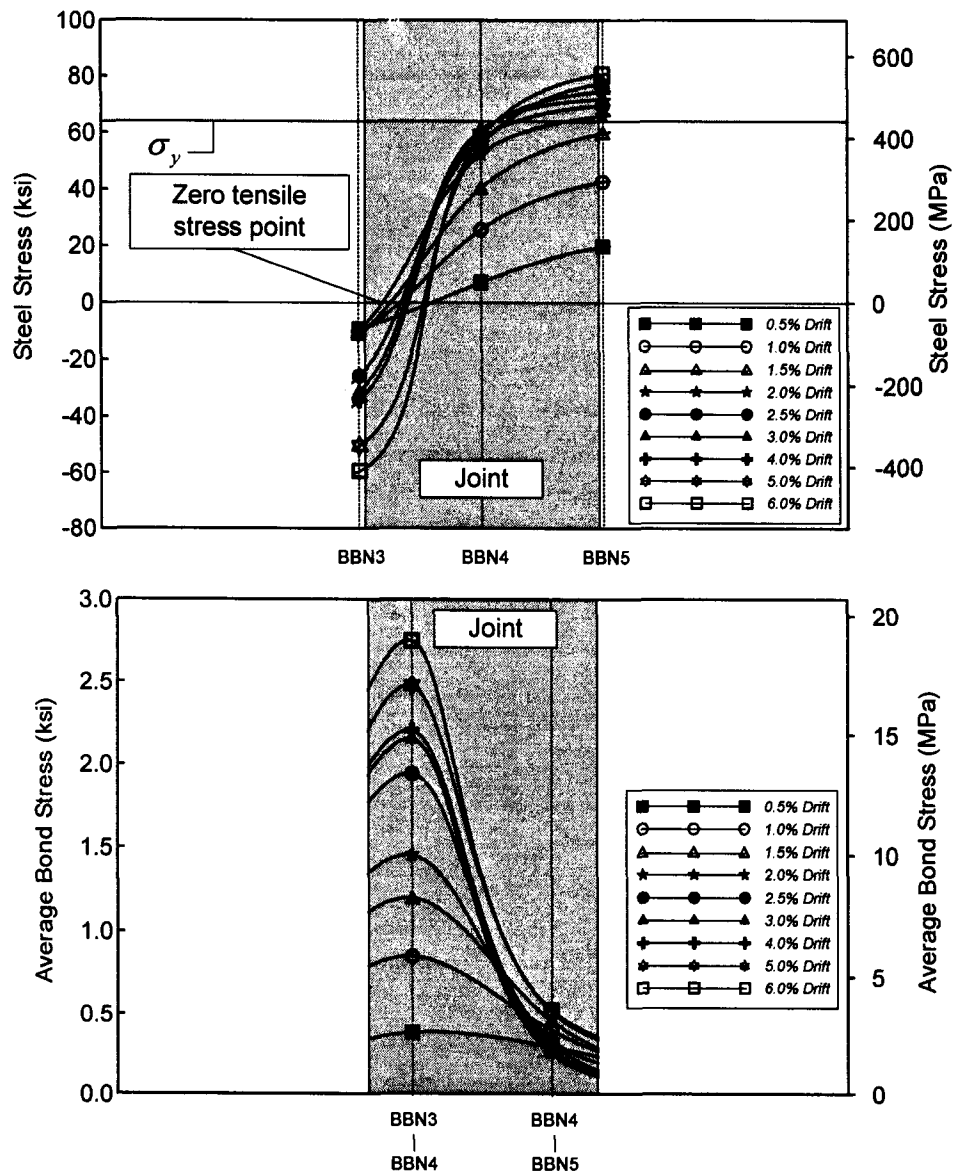 100
80
60
40
20
0
-20
-40
-60
-80
Steel Stress (ksi)
600
400
200
0
-200
-400
Steel Stress (MPa)
σy
Zero tensile
stress point
Joint
0.5% Drift
1.0% Drift
1.5% Drift
2.0% Drift
2.5% Drift
3.0% Drift
4.0% Drift
5.0% Drift
6.0% Drift
BBN3 BBN4 BBN5
3.0
2.5
2.0
1.5
1.0
0.5
0.0
Average Bond Stress (ksi)
20
15
10
5
0
Average Bond Stress (MPa)
Joint
0.5% Drift
1.0% Drift
1.5% Drift
2.0% Drift
2.5% Drift
3.0% Drift
4.0% Drift
5.0% Drift
6.0% Drift
BBN3 BBN4
BBN4 BBN5